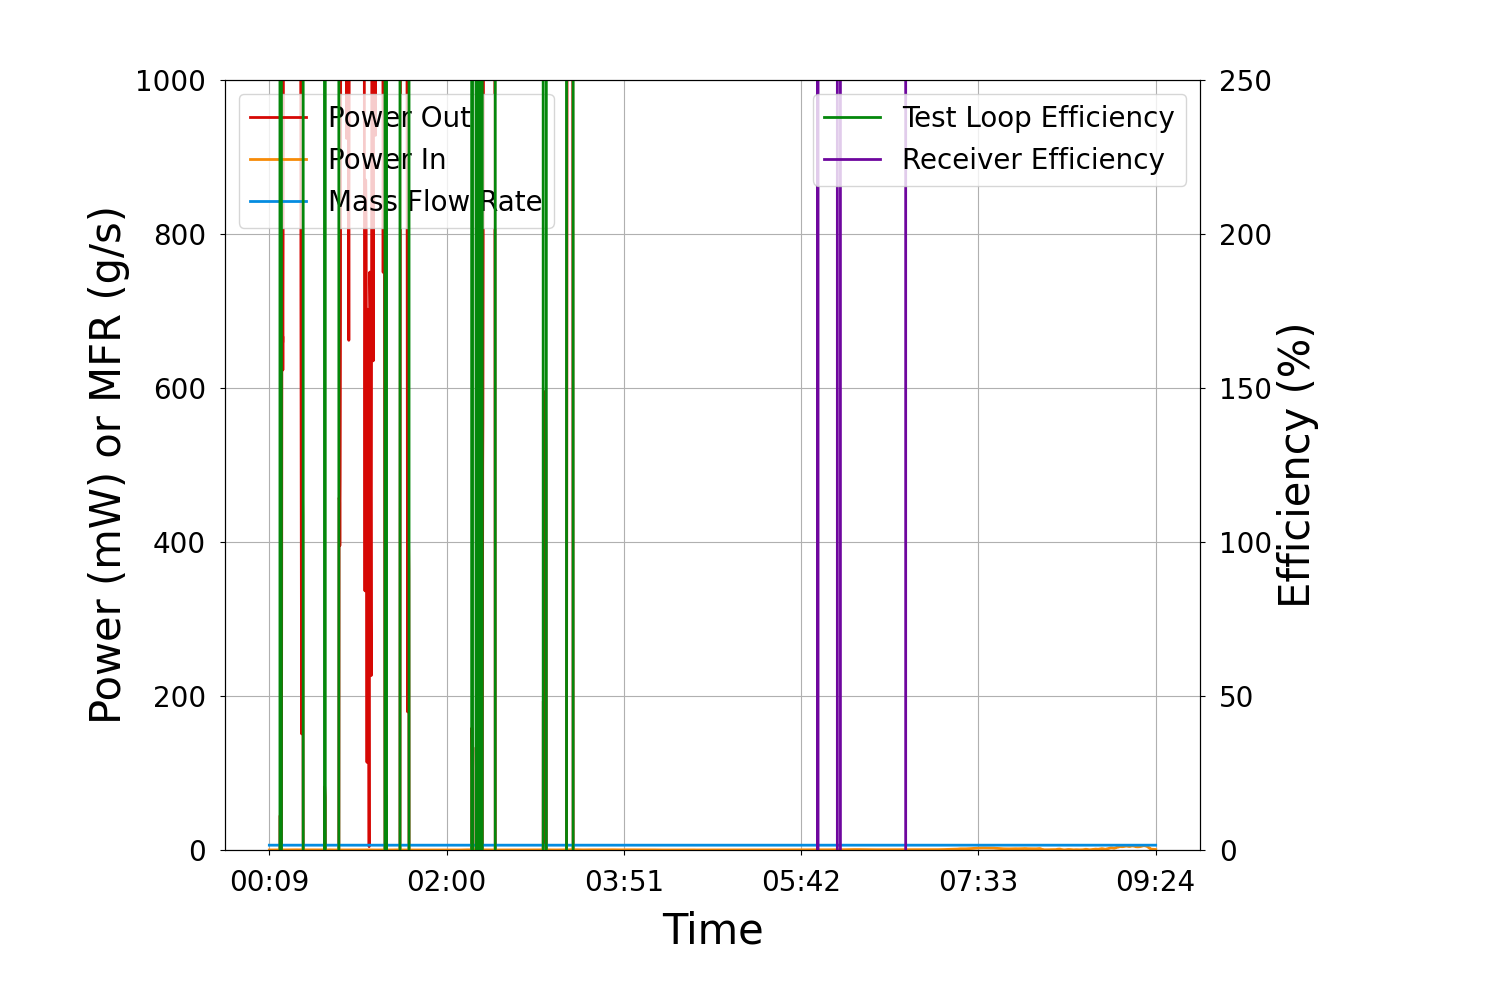 1000
800
600
400
200
0
Power (mW) or MFR (g/s)
Power Out
Power In
Mass Flow Rate
Test Loop Efficiency
Receiver Efficiency
250
200
150
100
50
0
Efficiency (%)
00:09 02:00 03:51 05:42 07:33 09:24
Time